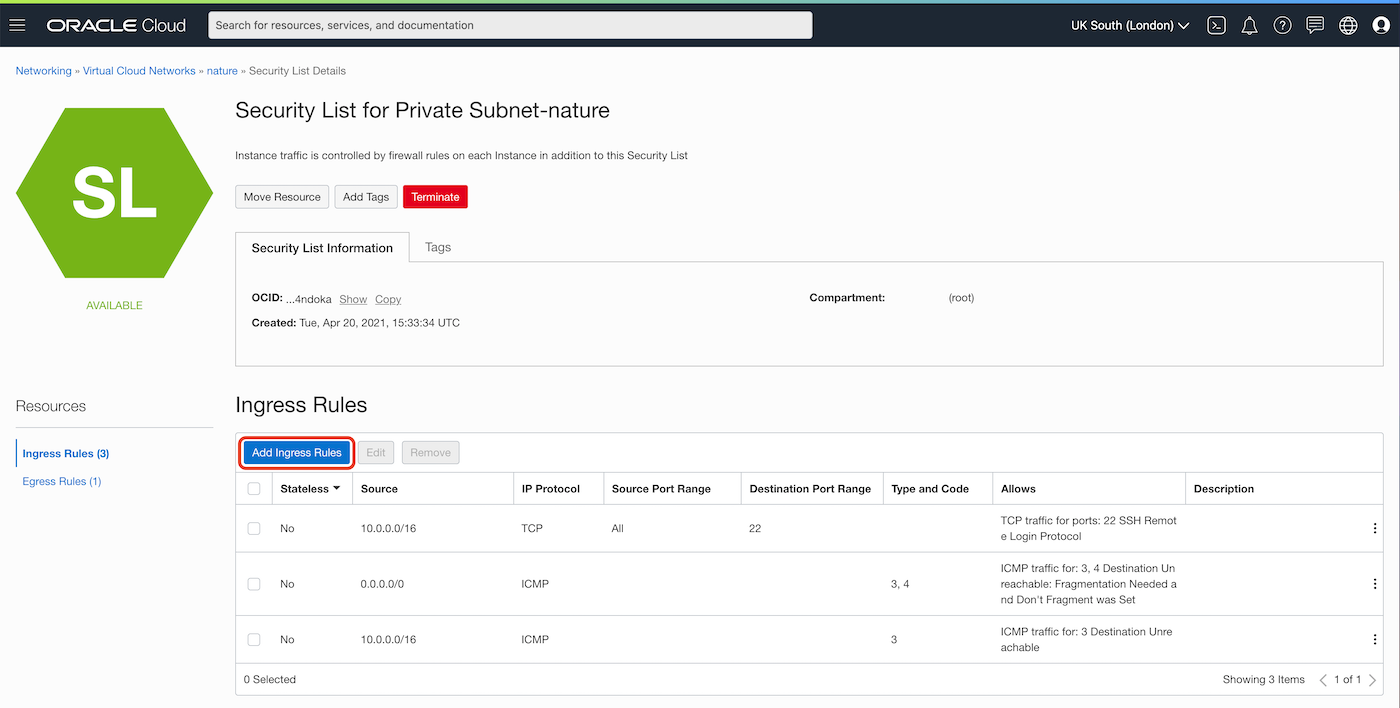 ORACLE Cloud
Search for resources, services, and documentation
UK South (London)
Networking » Virtual Cloud Networks » nature » Security List Details
SL
AVAILABLE
Security List for Private Subnet-nature
Instance traffic is controlled by firewall rules on each Instance in addition to this Security List
Move Resource
Add Tags
Terminate
Security List Information
Tags
OCID: ...4ndoka Show Copy
Compartment: (root)
Created: Tue, Apr 20, 2021, 15:33:34 UTC
Resources
Ingress Rules (3)
Egress Rules (1)
Ingress Rules
Add Ingress Rules
Edit
Remove
Stateless Source IP Protocol Source Port Range Destination Port Range Type and Code Allows Description
No 10.0.0.0/16 TCP All 22 TCP traffic for ports: 22 SSH Remot
e Login Protocol
No 0.0.0.0/0 ICMP 3, 4 ICMP traffic for: 3, 4 Destination Un
reachable: Fragmentation Needed a
nd Don't Fragment was Set
No 10.0.0.0/16 ICMP 3 ICMP traffic for: 3 Destination Unre
achable
0 Selected
Showing 3 Items
1 of 1